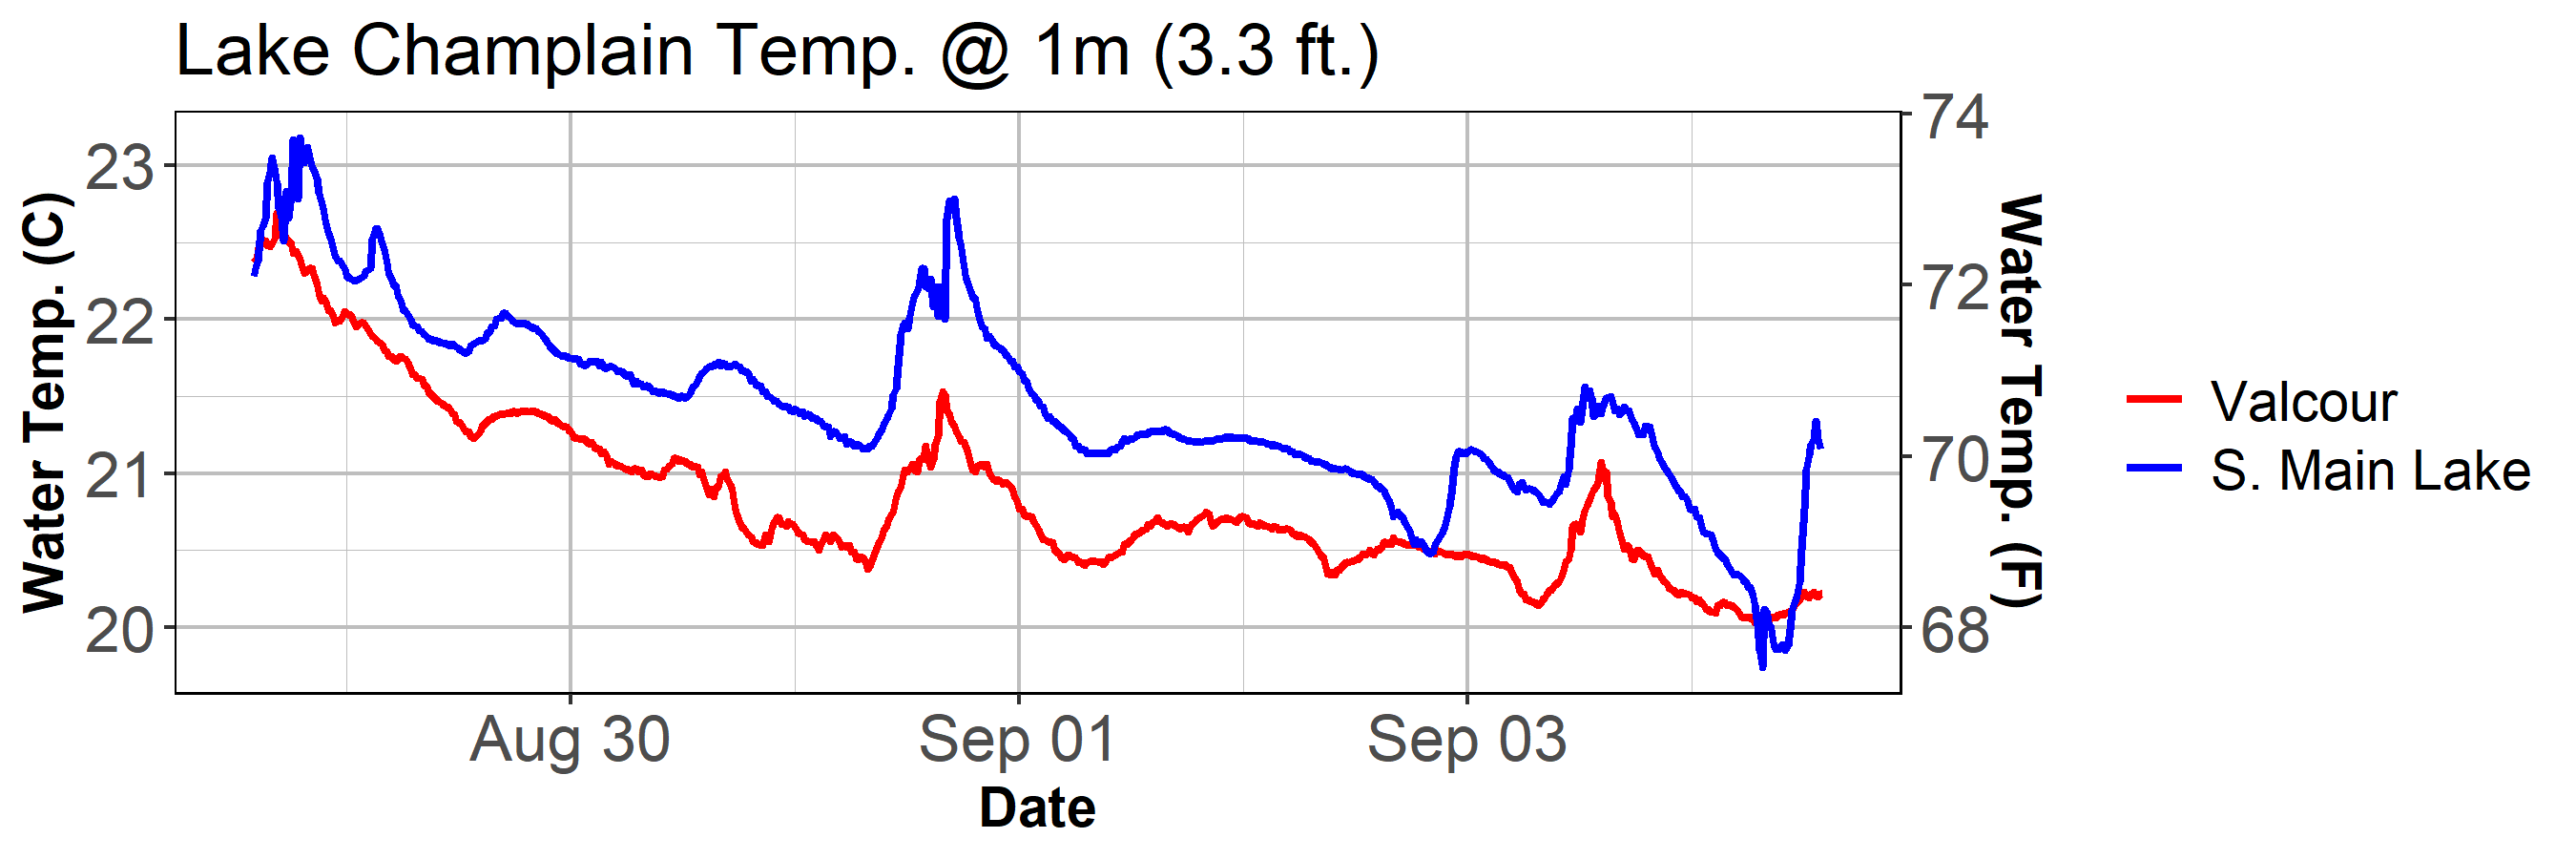 Lake Champlain Temp. @ 1m (3.3 ft.)
Water Temp. (C)
23
22
21
20
74
72
70
68
Water Temp. (F)
Aug 30
Sep 01
Sep 03
Date
Valcour
S. Main Lake